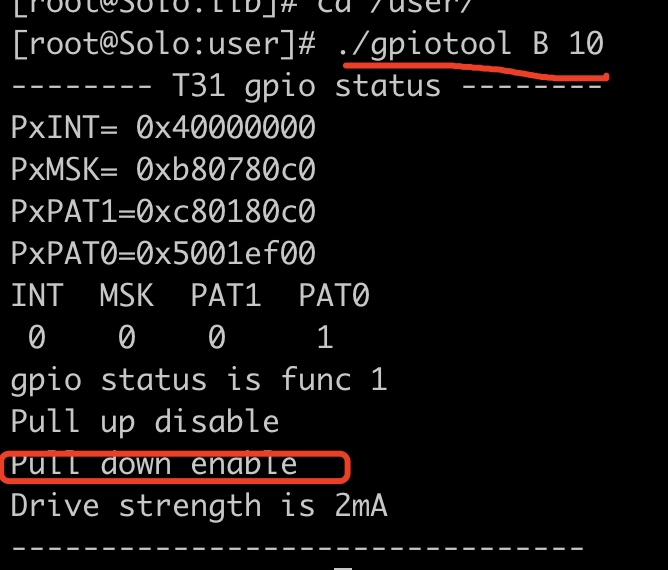 [root@Solo:lib]# cd /user/
[root@Solo:user]# ./gpiotool B 10
-------- T31 gpio status --------
PxINT= 0x40000000
PxMSK= 0xb80780c0
PxPAT1=0xc80180c0
PxPAT0=0x5001ef00
INT  MSK  PAT1  PAT0
 0    0    0     1
gpio status is func 1
Pull up disable
Pull down enable
Drive strength is 2mA
--------------------------------